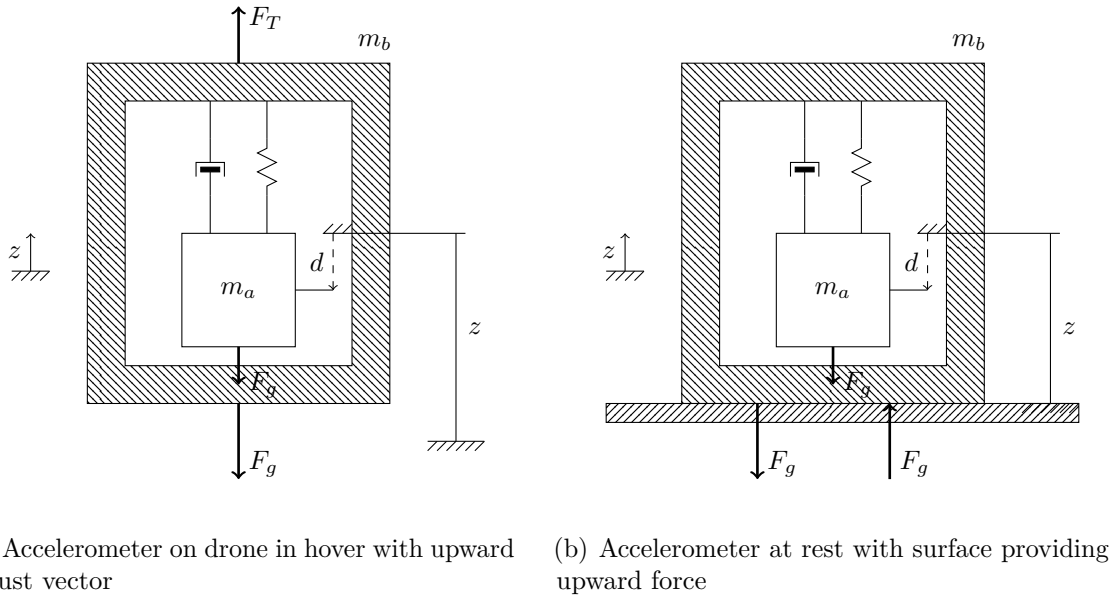 F_T
m_b
z
d
m_a
z
F_g
F_g
Accelerometer on drone in hover with upward
ust vector
m_b
z
d
m_a
z
F_g
F_g
F_g
(b) Accelerometer at rest with surface providing
upward force